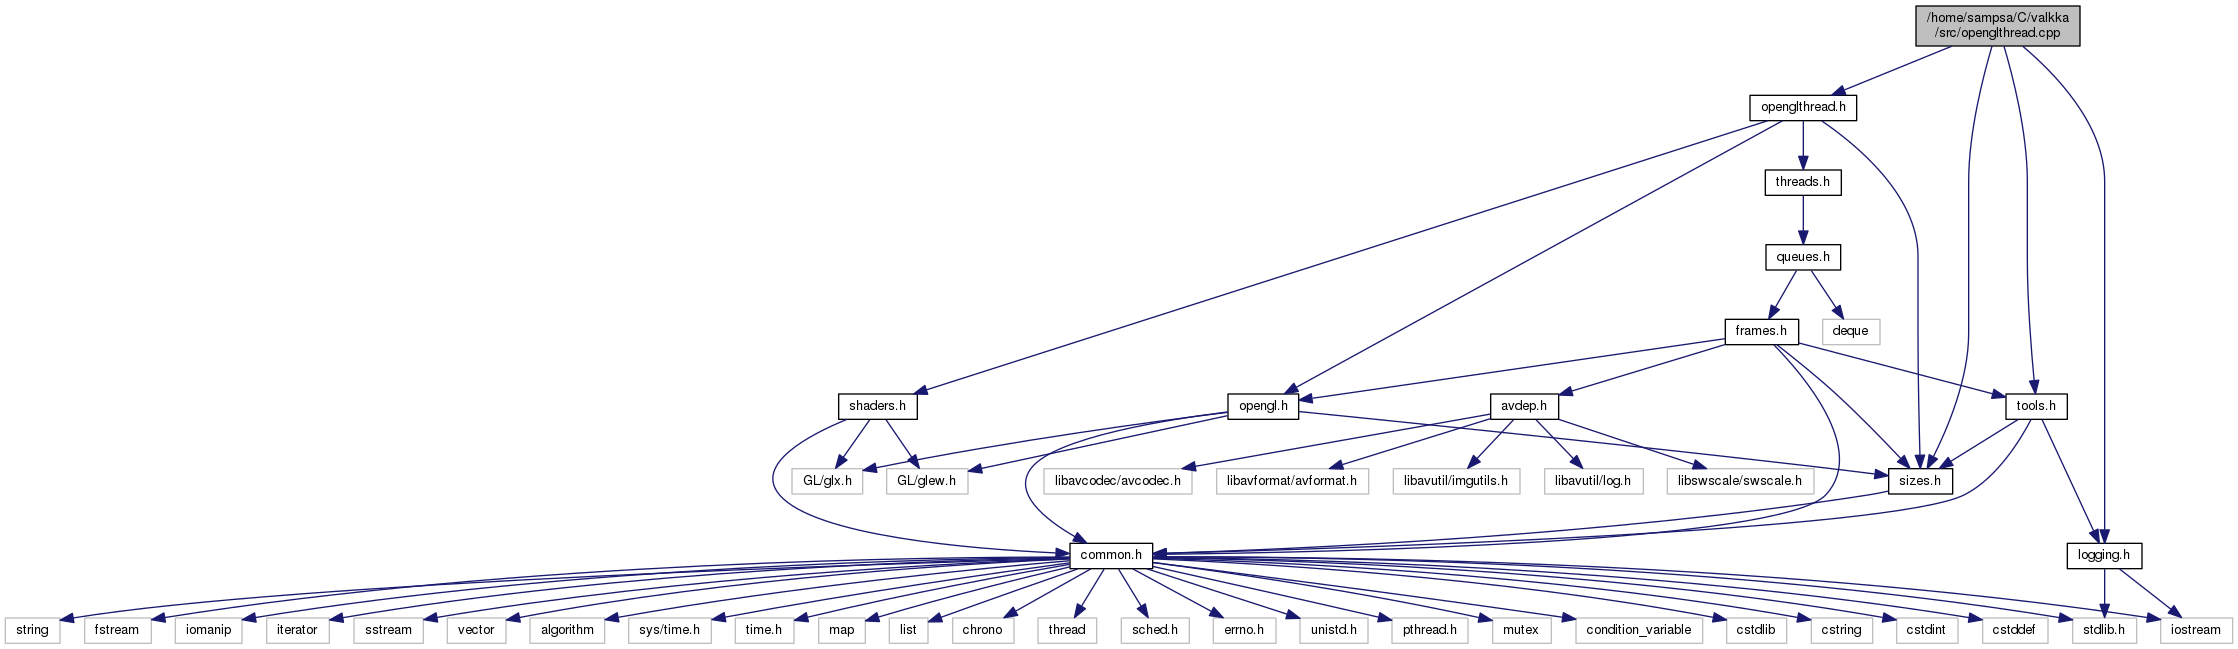 /home/sampsa/C/valkka
/src/openglthread.cpp
openglthread.h
threads.h
queues.h
frames.h
deque
shaders.h
opengl.h
avdep.h
tools.h
GL/glx.h
GL/glew.h
libavcodec/avcodec.h
libavformat/avformat.h
libavutil/imgutils.h
libavutil/log.h
libswscale/swscale.h
sizes.h
common.h
logging.h
string
fstream
iomanip
iterator
sstream
vector
algorithm
sys/time.h
time.h
map
list
chrono
thread
sched.h
errno.h
unistd.h
pthread.h
mutex
condition_variable
cstdlib
cstring
cstdint
cstddef
stdlib.h
iostream